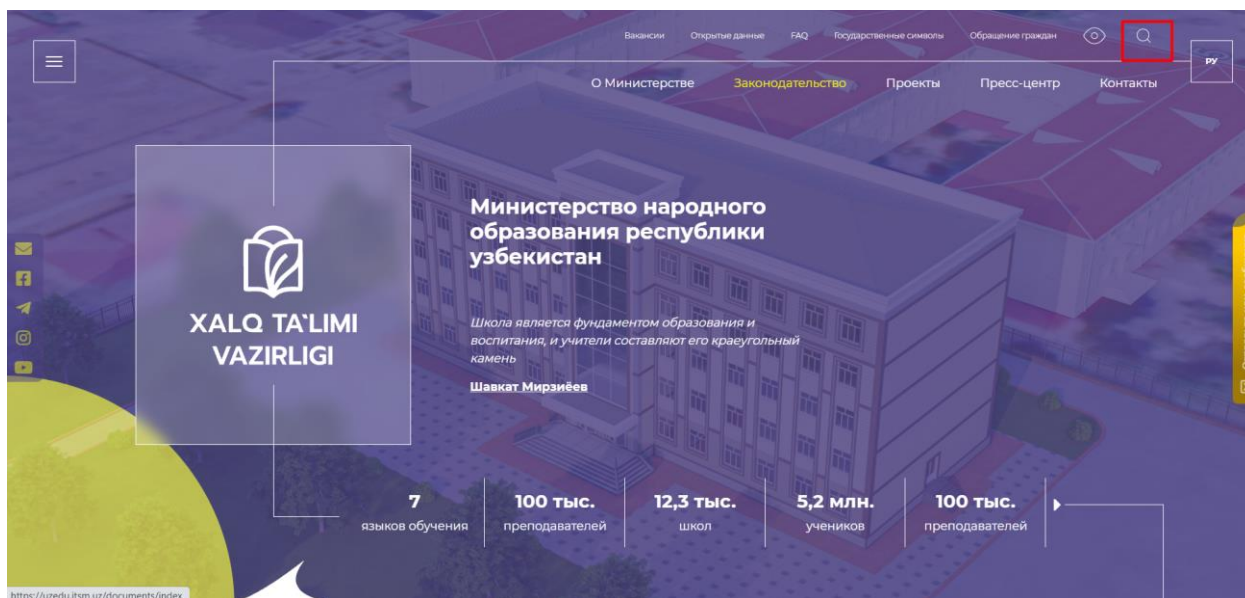 Вакансии Открытые данные FAQ Государственные символы Обращение граждан
РУ
О Министерстве Законодательство Проекты Пресс-центр Контакты
Министерство народного
образования республики
узбекистан
XALQ TA`LIMI
VAZIRLIGI
Школа является фундаментом образования и
воспитания, и учители составляют его краеугольный
камень
Шавкат Мирзиёев
7 100 тыс. 12,3 тыс. 5,2 млн. 100 тыс.
языков обучения преподавателей школ учеников преподавателей
https://uzedu.itsm.uz/documents/index